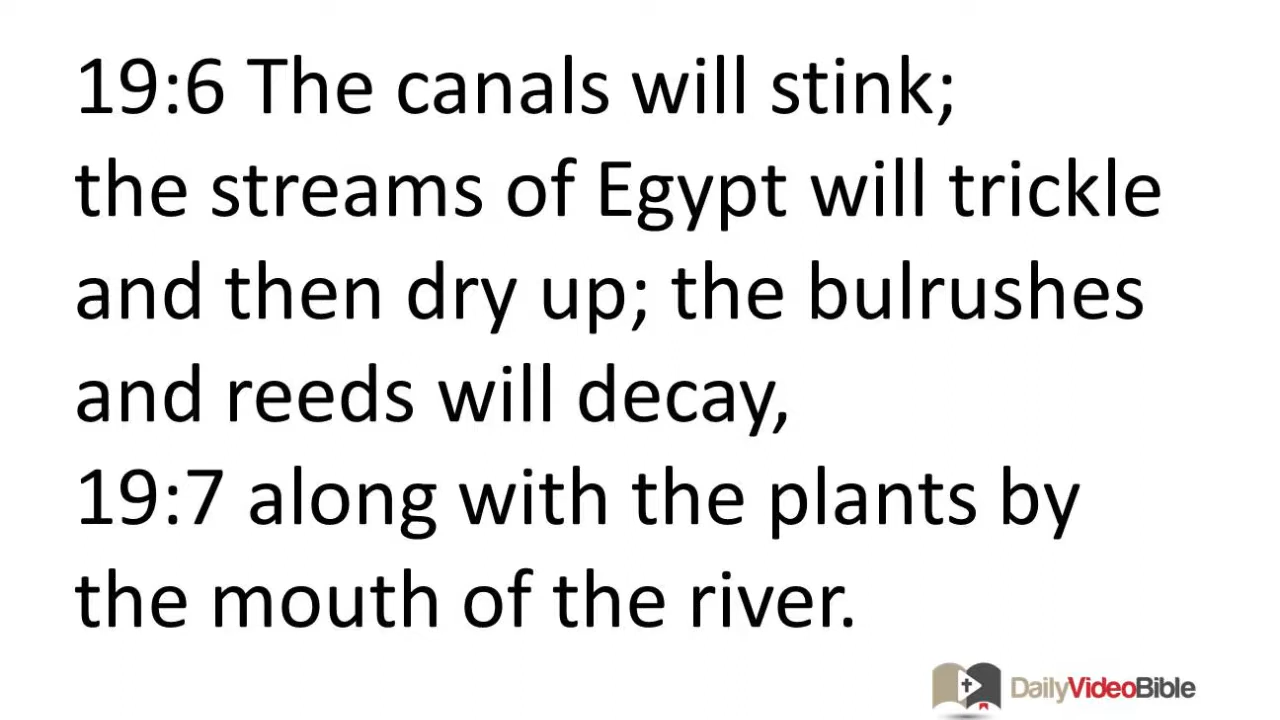 19:6 The canals will stink;
the streams of Egypt will trickle
and then dry up; the bulrushes
and reeds will decay,
19:7 along with the plants by
the mouth of the river.
DailyVideoBible